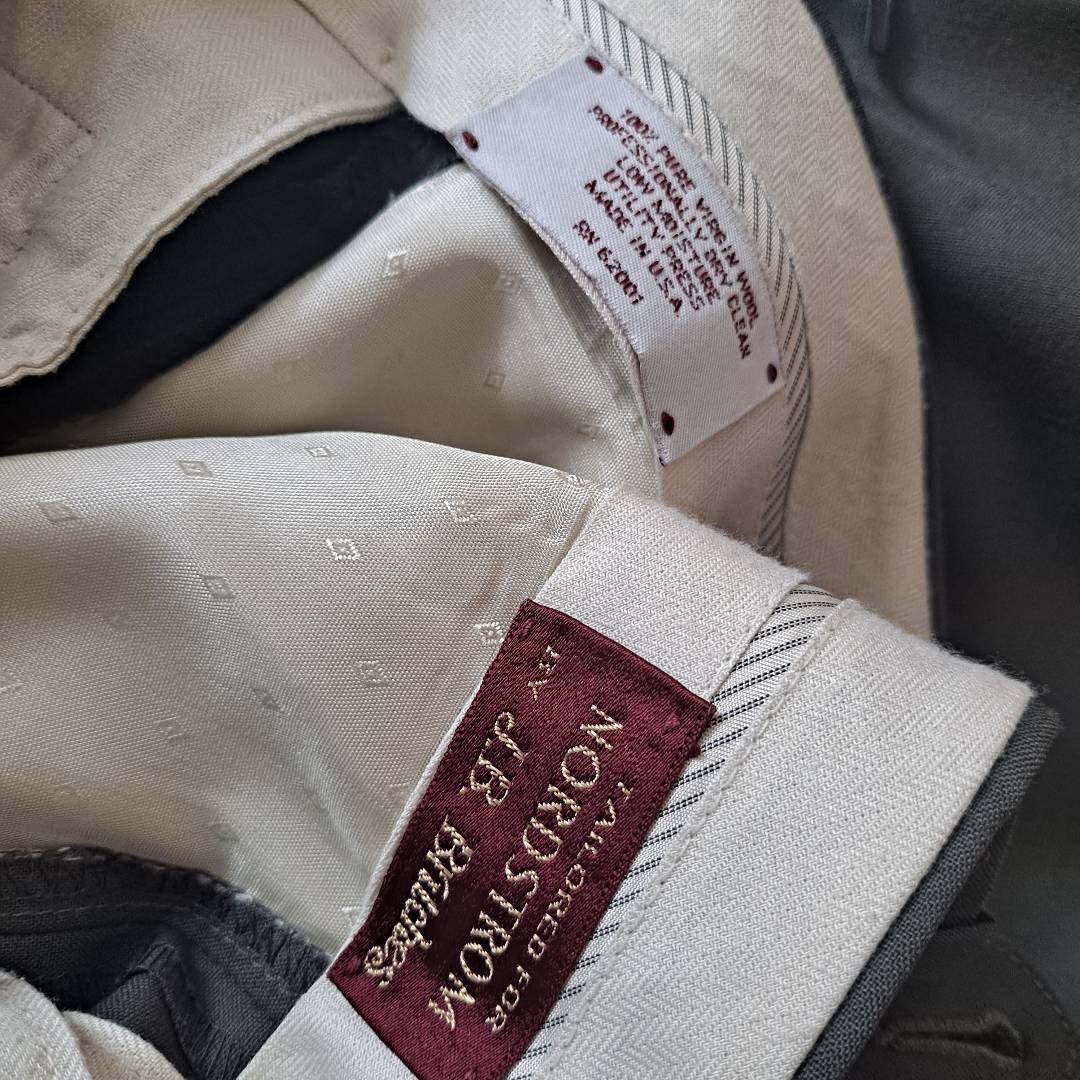 100% PURE VIRGIN WOOL
PROFESSIONALLY DRY CLEAN
LOW MOISTURE
UTILITY PRESS
MADE IN U.S.A.
RN 62001
TAILORED FOR
NORDSTROM
BY J.B. Britches